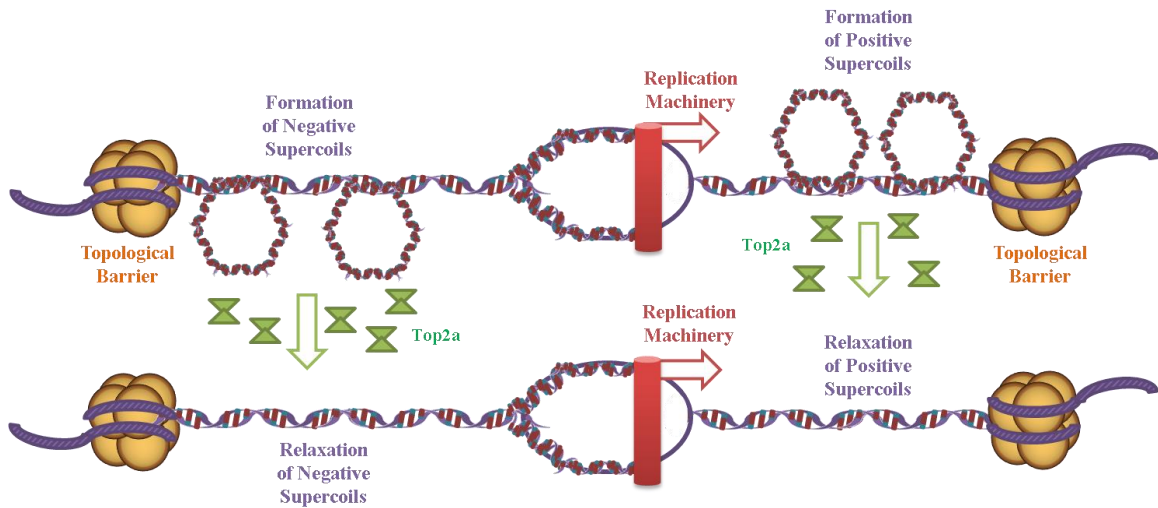 Formation
of Positive
Supercoils
Replication
Machinery
Formation
of Negative
Supercoils
Topological
Barrier
Top2a
Topological
Barrier
Top2a
Replication
Machinery
Relaxation
of Positive
Supercoils
Relaxation
of Negative
Supercoils